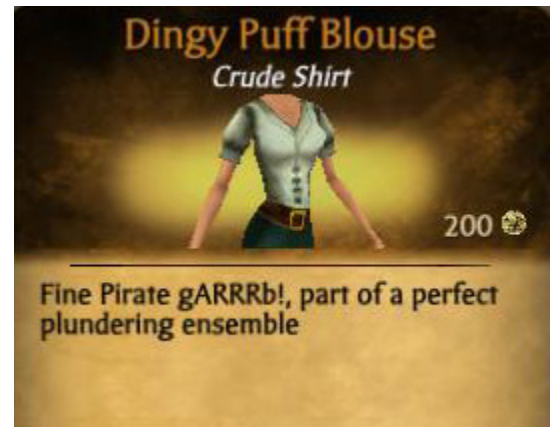 Dingy Puff Blouse
Crude Shirt
200
Fine Pirate gARRRb!, part of a perfect
plundering ensemble